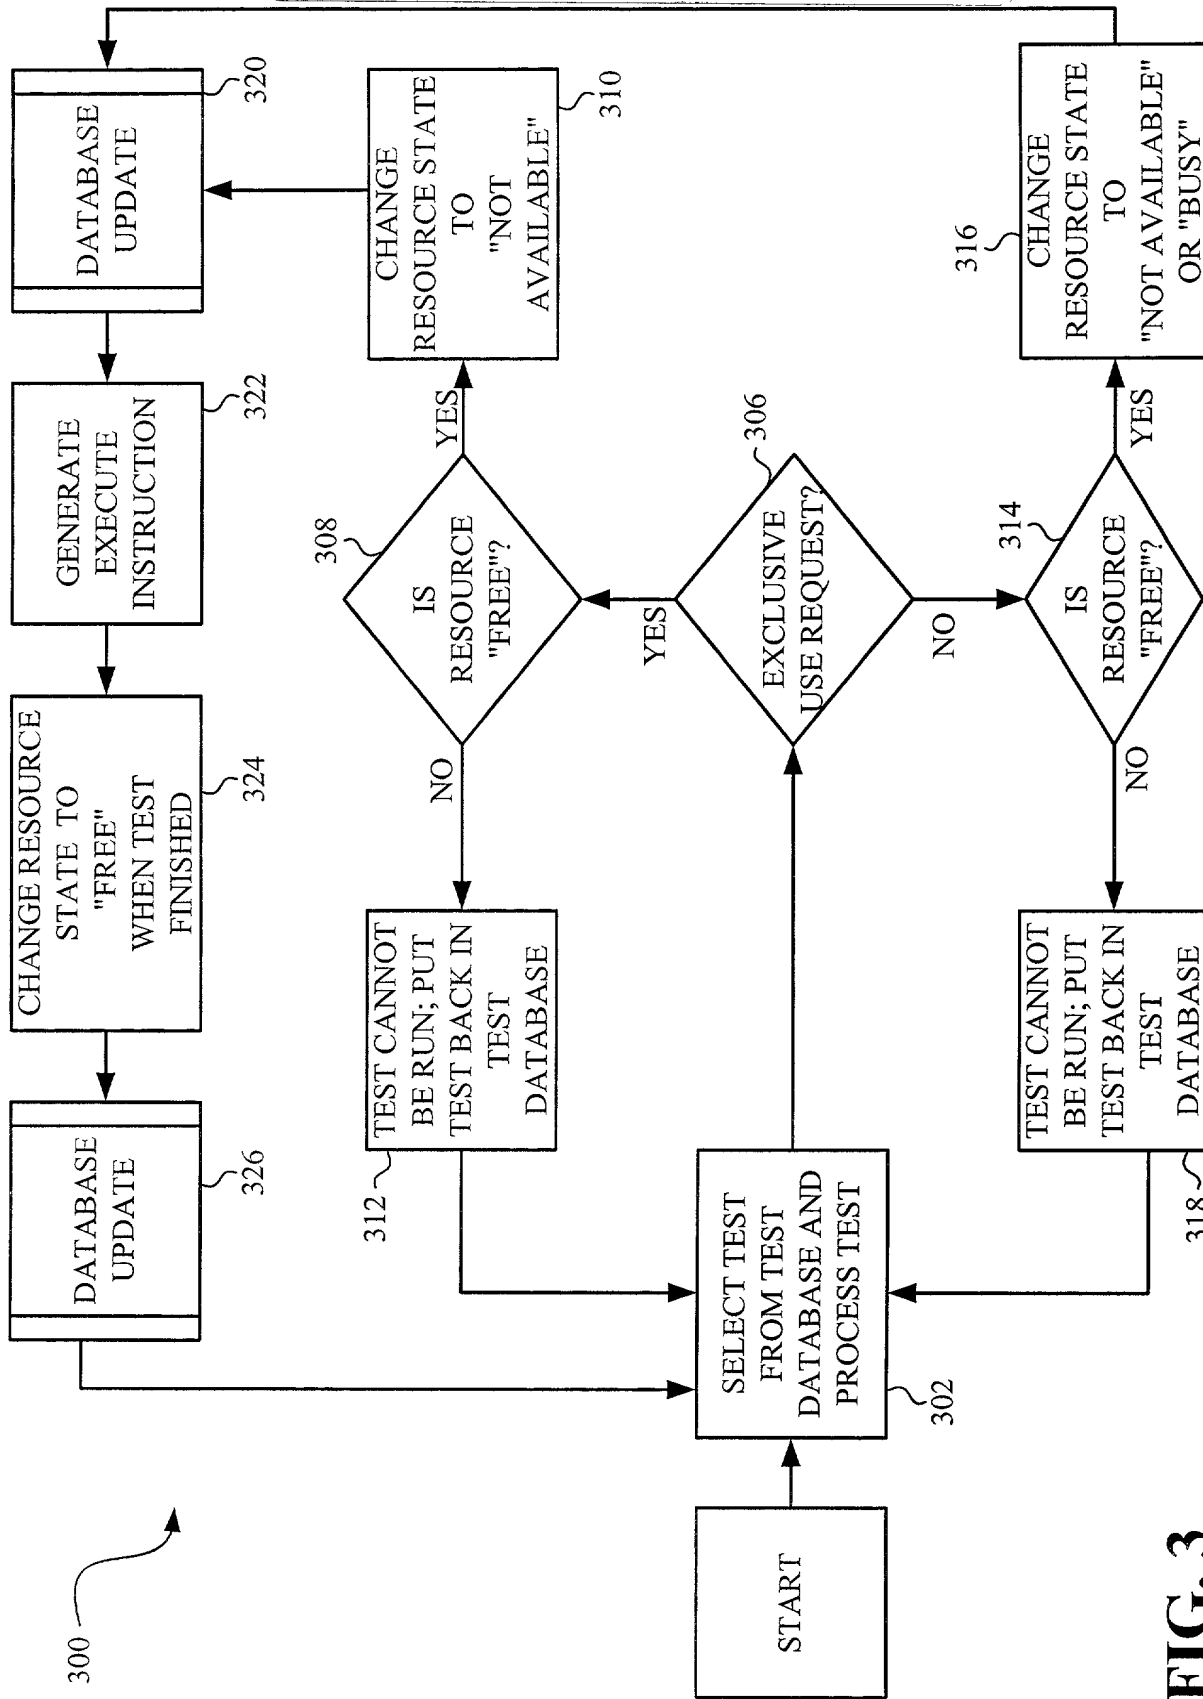 300
START
SELECT TEST
FROM TEST
DATABASE AND
PROCESS TEST
302
EXCLUSIVE
USE REQUEST?
306
YES
NO
IS
RESOURCE
"FREE"?
308
YES
NO
CHANGE
RESOURCE STATE
TO
"NOT
AVAILABLE"
310
TEST CANNOT
BE RUN; PUT
TEST BACK IN
TEST
DATABASE
312
IS
RESOURCE
"FREE"?
314
YES
NO
CHANGE
RESOURCE STATE
TO
"NOT AVAILABLE"
OR "BUSY"
316
TEST CANNOT
BE RUN; PUT
TEST BACK IN
TEST
DATABASE
318
DATABASE
UPDATE
320
GENERATE
EXECUTE
INSTRUCTION
322
CHANGE RESOURCE
STATE TO
"FREE"
WHEN TEST
FINISHED
324
DATABASE
UPDATE
326
FIG. 3